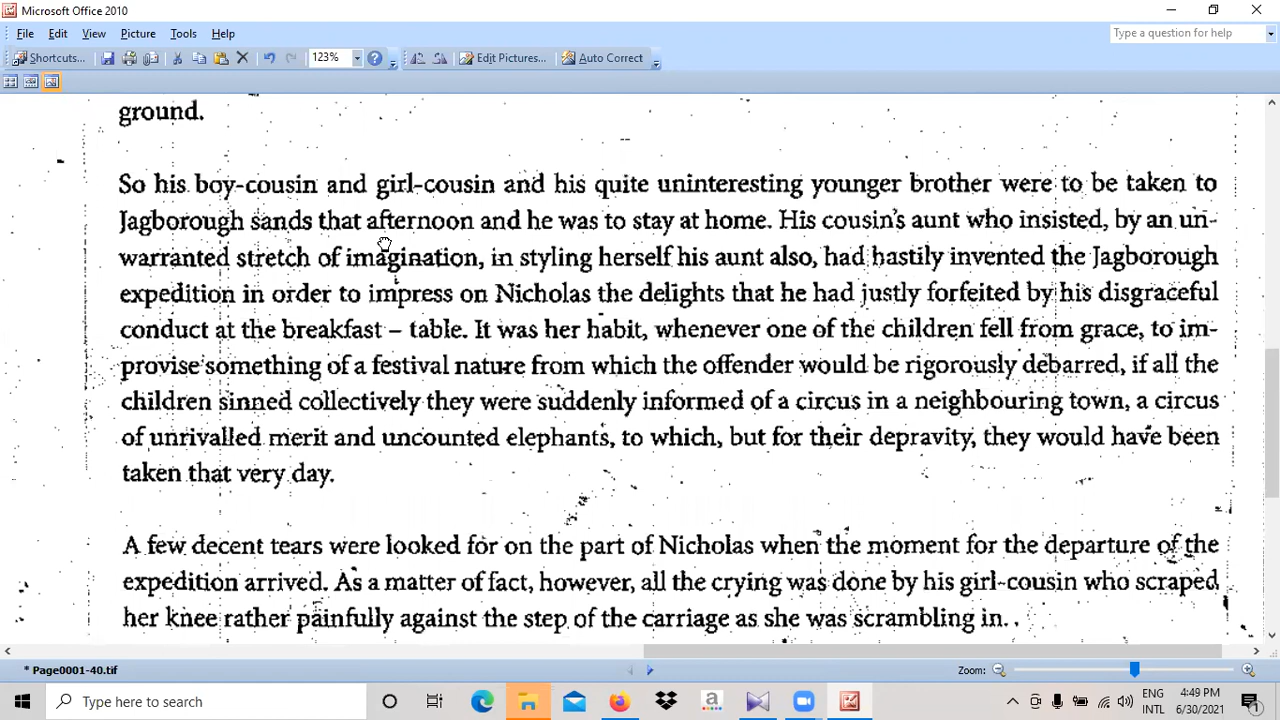 Microsoft Office 2010
File Edit View Picture Tools Help
Type a question for help
Shortcuts... 123% Edit Pictures... Auto Correct
ground.
So his boy-cousin and girl-cousin and his quite uninteresting younger brother were to be taken to
Jagborough sands that afternoon and he was to stay at home. His cousin's aunt who insisted, by an un-
warranted stretch of imagination, in styling herself his aunt also, had hastily invented the Jagborough
expedition in order to impress on Nicholas the delights that he had justly forfeited by his disgraceful
conduct at the breakfast – table. It was her habit, whenever one of the children fell from grace, to im-
provise something of a festival nature from which the offender would be rigorously debarred, if all the
children sinned collectively they were suddenly informed of a circus in a neighbouring town, a circus
of unrivalled merit and uncounted elephants, to which, but for their depravity, they would have been
taken that very day.
A few decent tears were looked for on the part of Nicholas when the moment for the departure of the
expedition arrived. As a matter of fact, however, all the crying was done by his girl-cousin who scraped
her knee rather painfully against the step of the carriage as she was scrambling in. .
* Page0001-40.tif Zoom:
Type here to search ENG 4:49 PM
INTL 6/30/2021